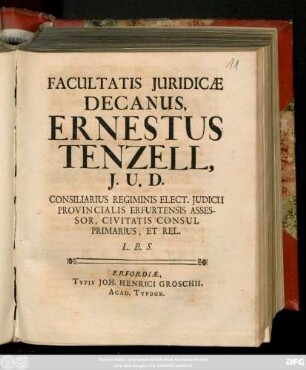 11
FACULTATIS JURIDICÆ
DECANUS,
ERNESTUS
TENZELL,
J. U. D.
CONSILIARIUS REGIMINIS ELECT. JUDICII
PROVINCIALIS ERFURTENSIS ASSES-
SOR, CIVITATIS CONSUL
PRIMARIUS, ET REL.
L. B. S.
ERFORDIÆ,
TYPIS JOH. HENRICI GROSCHII,
ACAD. TYPOGR.